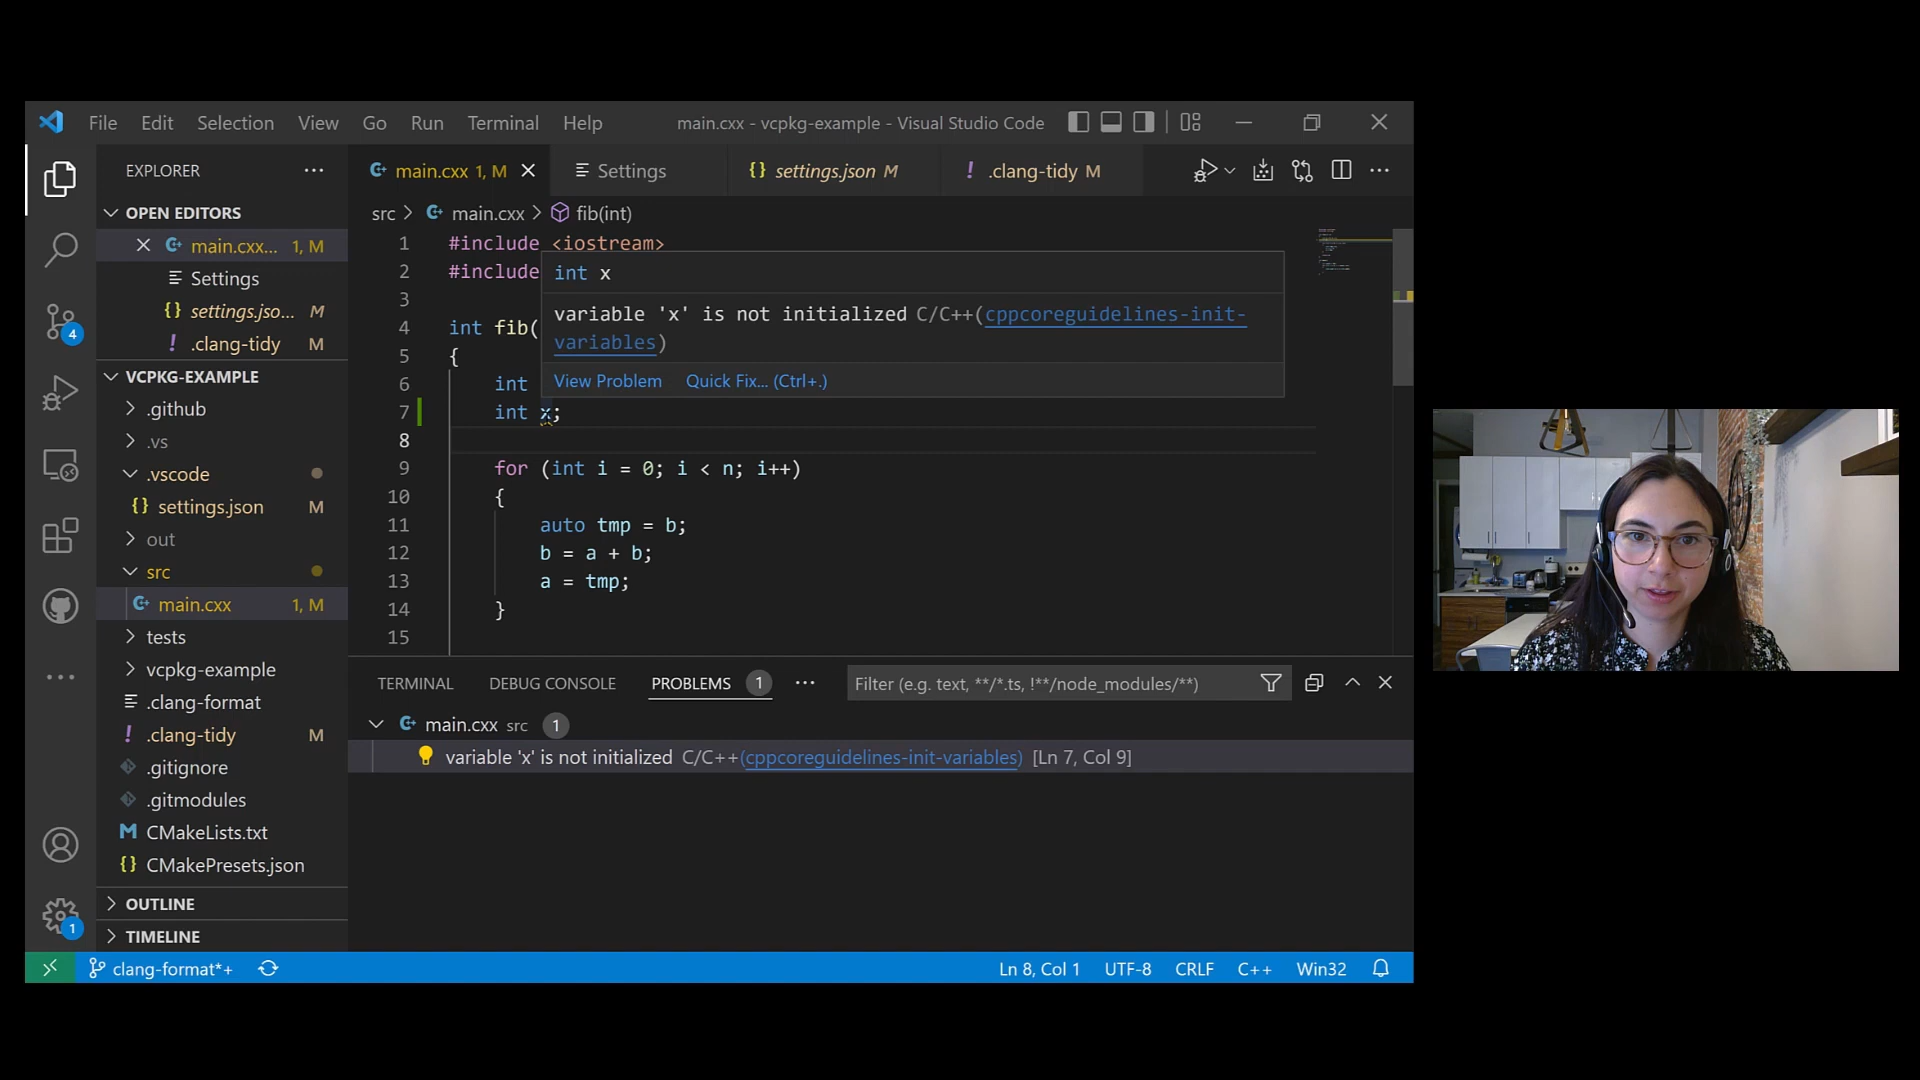 File Edit Selection View Go Run Terminal Help main.cxx - vcpkg-example - Visual Studio Code
EXPLORER
main.cxx 1, M
Settings
settings.json M
! .clang-tidy M
OPEN EDITORS
main.cxx... 1, M
Settings
{} settings.jso... M
! .clang-tidy M
VCPKG-EXAMPLE
.github
.vs
.vscode
{} settings.json M
out
src
main.cxx 1, M
tests
vcpkg-example
.clang-format
! .clang-tidy M
.gitignore
.gitmodules
M CMakeLists.txt
{} CMakePresets.json
OUTLINE
TIMELINE
4
1
src > main.cxx > fib(int)
1 #include <iostream>
2 #include
3
4 int fib(
5 {
6 int
7 int x;
8
9 for (int i = 0; i < n; i++)
10 {
11 auto tmp = b;
12 b = a + b;
13 a = tmp;
14 }
15
int x
variable 'x' is not initialized C/C++(cppcoreguidelines-init-
variables)
View Problem Quick Fix... (Ctrl+.)
TERMINAL DEBUG CONSOLE PROBLEMS 1 ... Filter (e.g. text, **/*.ts, !**/node_modules/**)
main.cxx src 1
variable 'x' is not initialized C/C++(cppcoreguidelines-init-variables) [Ln 7, Col 9]
clang-format*+ Ln 8, Col 1 UTF-8 CRLF C++ Win32